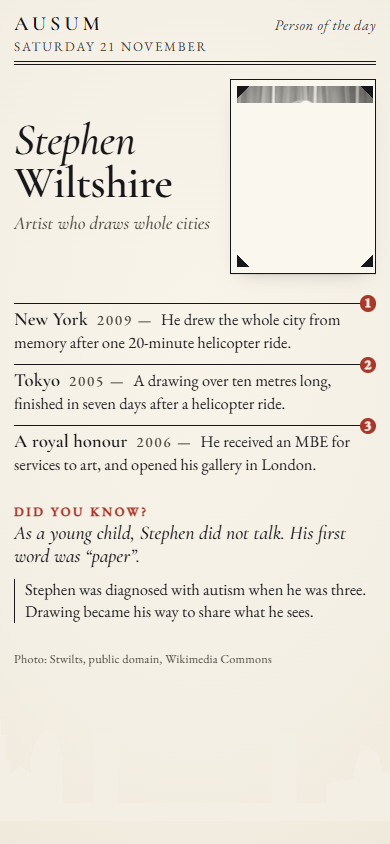 AUSUM
Person of the day
SATURDAY 21 NOVEMBER
Stephen
Wiltshire
Artist who draws whole cities
1
New York 2009 — He drew the whole city from
memory after one 20-minute helicopter ride.
2
Tokyo 2005 — A drawing over ten metres long,
finished in seven days after a helicopter ride.
3
A royal honour 2006 — He received an MBE for
services to art, and opened his gallery in London.
DID YOU KNOW?
As a young child, Stephen did not talk. His first
word was “paper”.
Stephen was diagnosed with autism when he was three.
Drawing became his way to share what he sees.
Photo: Stwilts, public domain, Wikimedia Commons